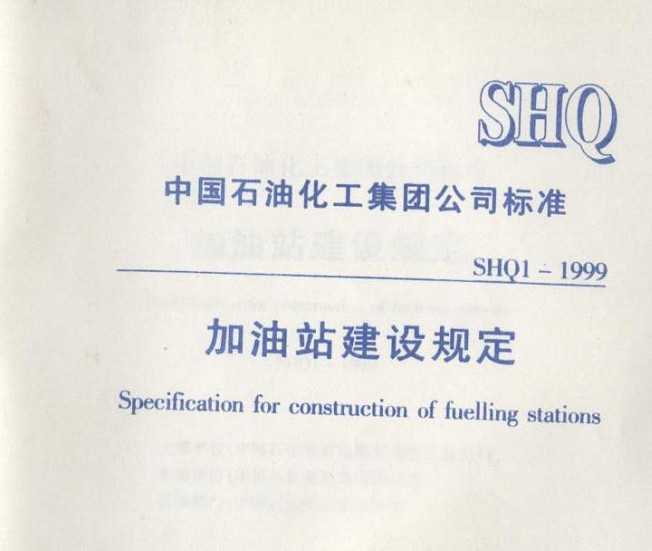 SHQ
中国石油化工集团公司标准
SHQ1－1999
加油站建设规定
Specification for construction of fuelling stations